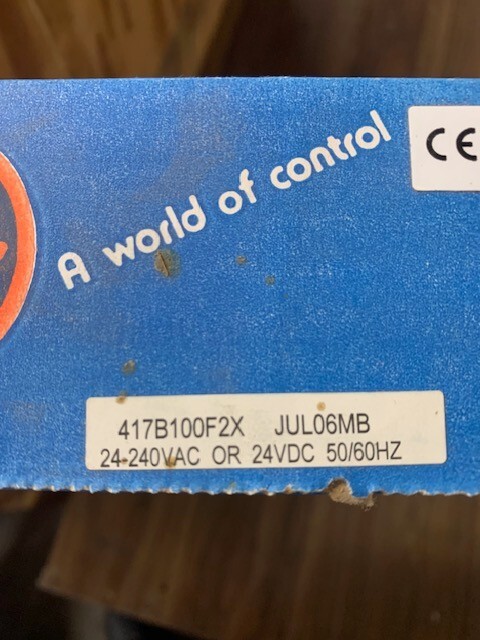 A world of control
CE
417B100F2X JUL06MB
24-240VAC OR 24VDC 50/60HZ